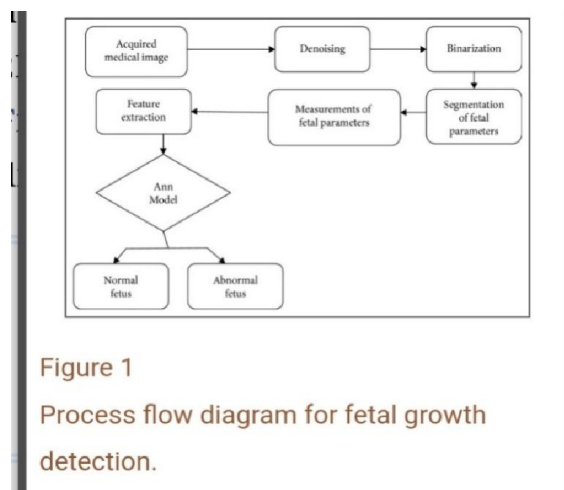 Acquired
medical image
Denoising
Binarization
Feature
extraction
Measurements of
fetal parameters
Segmentation
of fetal
parameters
Ann
Model
Normal
fetus
Abnormal
fetus
Figure 1
Process flow diagram for fetal growth
detection.